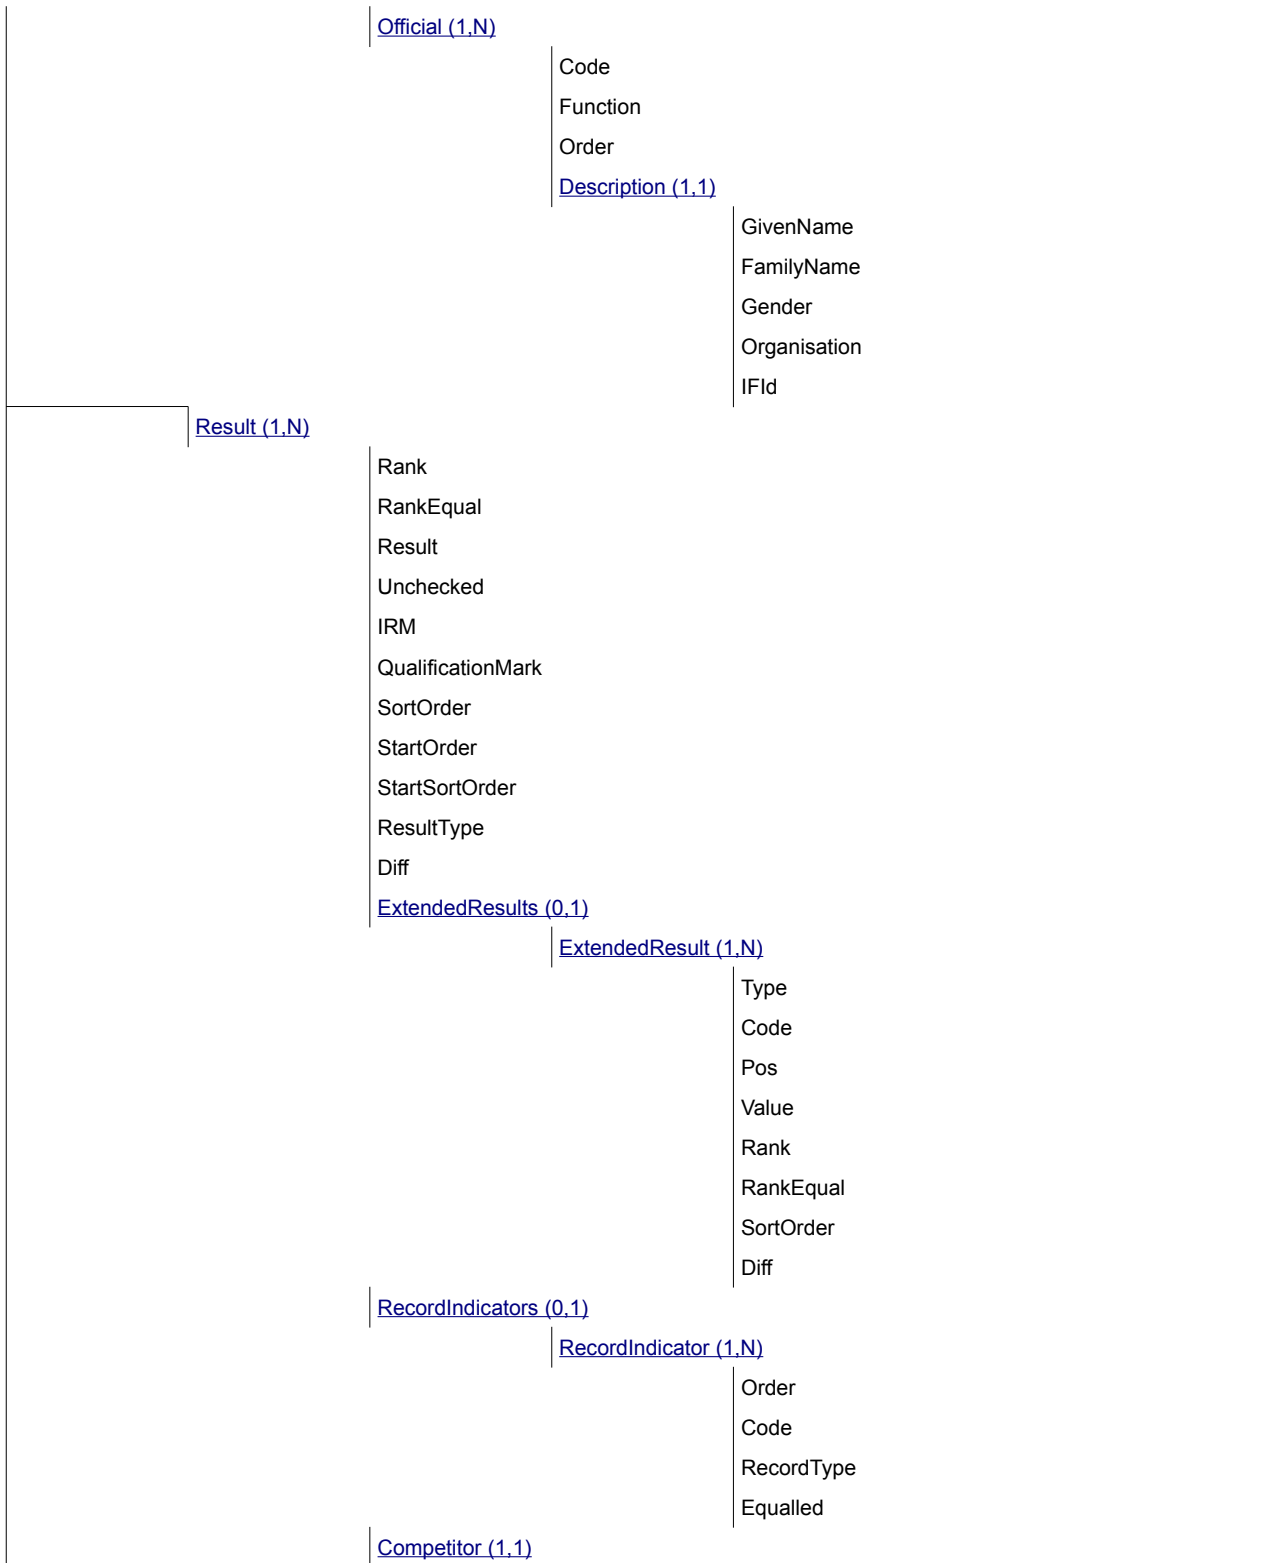 Official (1,N)
Code
Function
Order
Description (1,1)
GivenName
FamilyName
Gender
Organisation
IFId
Result (1,N)
Rank
RankEqual
Result
Unchecked
IRM
QualificationMark
SortOrder
StartOrder
StartSortOrder
ResultType
Diff
ExtendedResults (0,1)
ExtendedResult (1,N)
Type
Code
Pos
Value
Rank
RankEqual
SortOrder
Diff
RecordIndicators (0,1)
RecordIndicator (1,N)
Order
Code
RecordType
Equalled
Competitor (1,1)